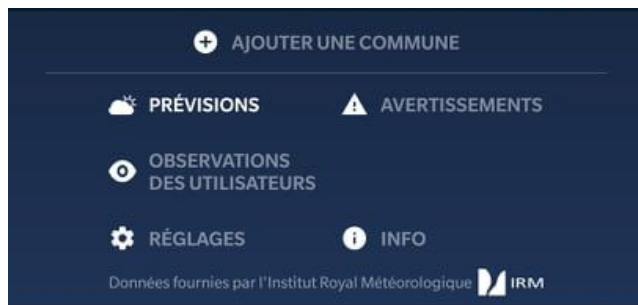 AJOUTER UNE COMMUNE
PRÉVISIONS
AVERTISSEMENTS
OBSERVATIONS
DES UTILISATEURS
RÉGLAGES
INFO
Données fournies par l'Institut Royal Météorologique IRM